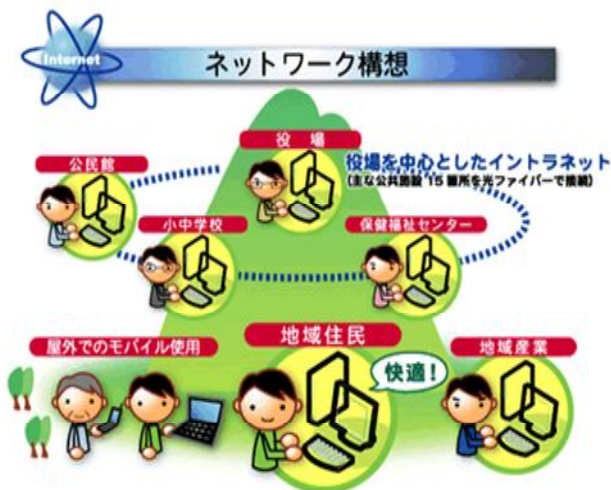 Internet
ネットワーク構想
役　場
公民館
役場を中心としたイントラネット
(主な公共施設 15 箇所を光ファイバーで接続)
小中学校
保健福祉センター
屋外でのモバイル使用
地域住民
地域産業
快適！